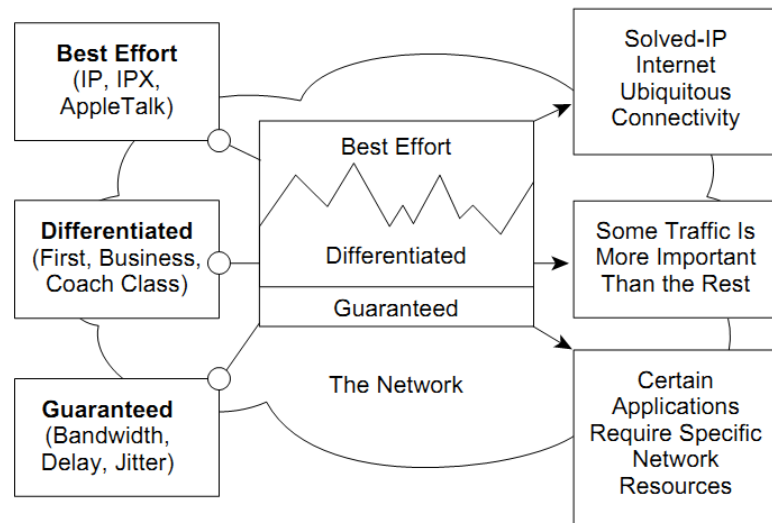 Best Effort
(IP, IPX,
AppleTalk)
Differentiated
(First, Business,
Coach Class)
Guaranteed
(Bandwidth,
Delay, Jitter)
Best Effort
Differentiated
Guaranteed
The Network
Solved-IP
Internet
Ubiquitous
Connectivity
Some Traffic Is
More Important
Than the Rest
Certain
Applications
Require Specific
Network
Resources